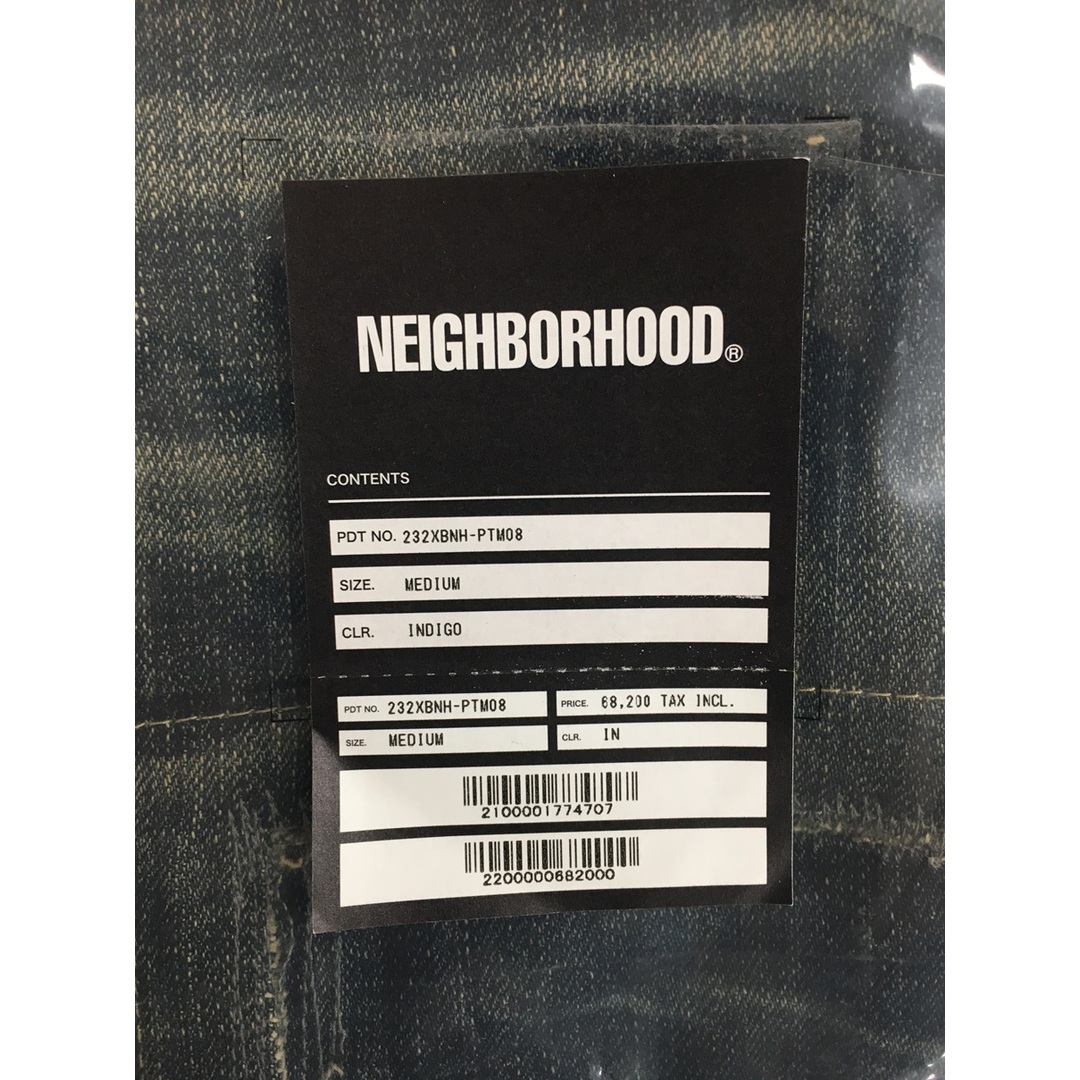 NEIGHBORHOOD®
CONTENTS
PDT NO. 232XBNH-PTM08
SIZE. MEDIUM
CLR. INDIGO
PDT NO. 232XBNH-PTM08
PRICE. 68,200 TAX INCL.
SIZE. MEDIUM
CLR. IN
2100001774707
2200000682000